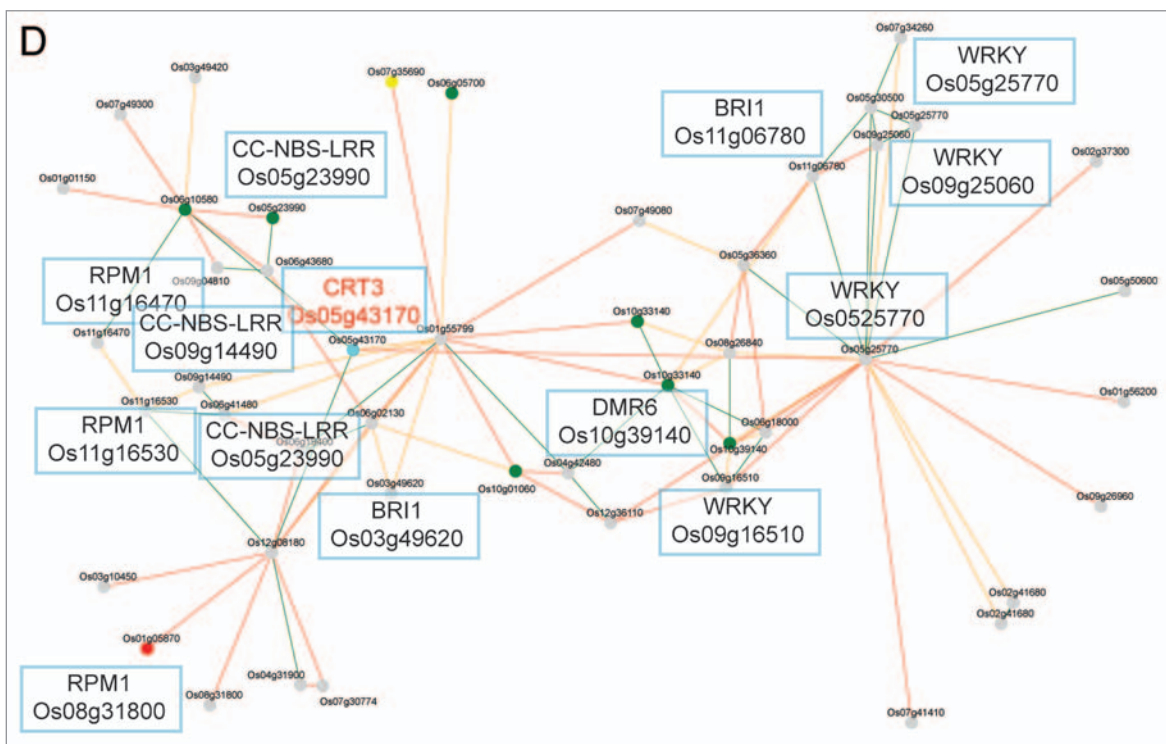 D
Os07g34260
WRKY
Os05g25770
Os03g49420
Os07g35690
Os06g05700
Os07g49300
BRI1
Os11g06780
Os05g30500
Os05g25770
Os09g25060
CC-NBS-LRR
Os05g23990
WRKY
Os09g25060
Os02g37300
Os01g01150
Os11g06780
Os06g10580
Os05g23990
Os07g49080
Os09g04810
Os06g43680
Os05g36360
RPM1
Os11g16470
CRT3
Os05g43170
WRKY
Os0525770
Os05g50600
CC-NBS-LRR
Os09g14490
Os10g33140
Os11g16470
Os05g43170
Os01g55799
Os08g26840
Os05g25770
Os09g14490
Os10g33140
Os11g16530
Os06g41480
Os06g02130
DMR6
Os10g39140
Os01g56200
RPM1
Os11g16530
CC-NBS-LRR
Os05g23990
Os06g18400
Os06g18000
Os10g39140
Os04g42480
Os03g49620
Os10g01060
Os09g16510
BRI1
Os03g49620
WRKY
Os09g16510
Os09g26960
Os12g36110
Os12g08180
Os03g10450
Os02g41680
Os02g41680
Os01g05870
RPM1
Os08g31800
Os04g31900
Os08g31800
Os07g30774
Os07g41410